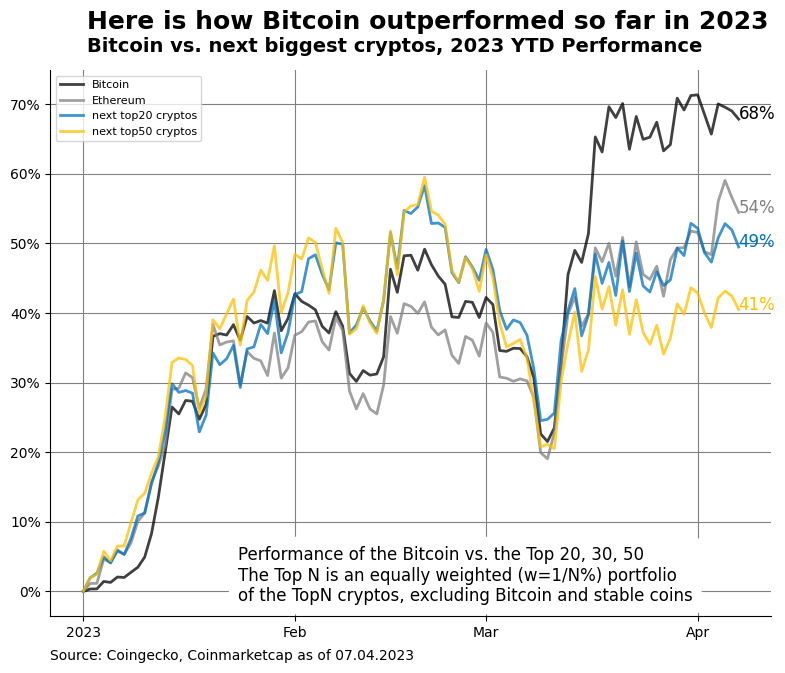 Here is how Bitcoin outperformed so far in 2023
Bitcoin vs. next biggest cryptos, 2023 YTD Performance
Bitcoin
Ethereum
next top20 cryptos
next top50 cryptos
70%
60%
50%
40%
30%
20%
10%
0%
68%
54%
49%
41%
Performance of the Bitcoin vs. the Top 20, 30, 50
The Top N is an equally weighted (w=1/N%) portfolio
of the TopN cryptos, excluding Bitcoin and stable coins
2023 Feb Mar Apr
Source: Coingecko, Coinmarketcap as of 07.04.2023